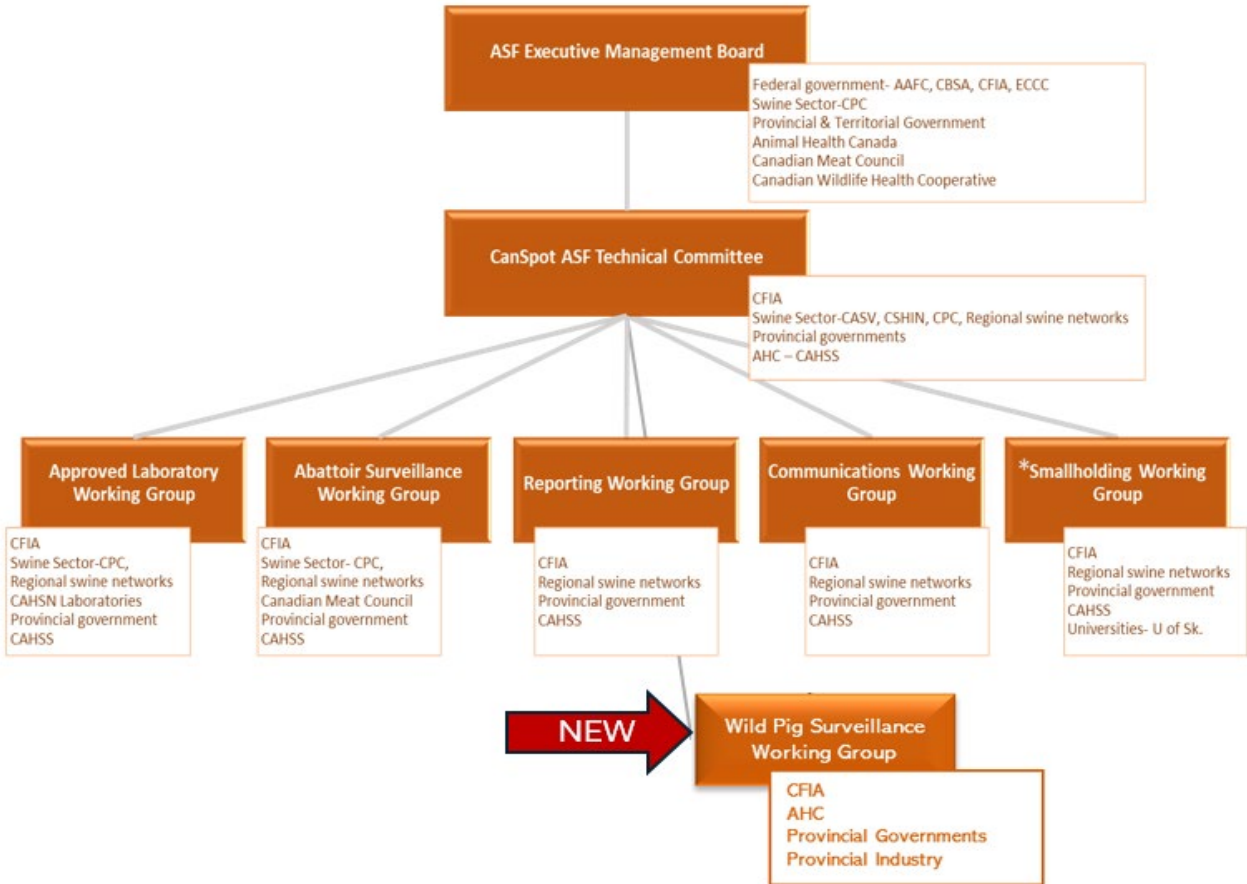 ASF Executive Management Board
Federal government- AAFC, CBSA, CFIA, ECCC
Swine Sector-CPC
Provincial & Territorial Government
Animal Health Canada
Canadian Meat Council
Canadian Wildlife Health Cooperative
CanSpot ASF Technical Committee
CFIA
Swine Sector-CASV, CSHIN, CPC, Regional swine networks
Provincial governments
AHC – CAHSS
Approved Laboratory
Working Group
CFIA
Swine Sector-CPC,
Regional swine networks
CAHSN Laboratories
Provincial government
CAHSS
Abattoir Surveillance
Working Group
CFIA
Swine Sector- CPC,
Regional swine networks
Canadian Meat Council
Provincial government
CAHSS
Reporting Working Group
CFIA
Regional swine networks
Provincial government
CAHSS
Communications Working
Group
CFIA
Regional swine networks
Provincial government
CAHSS
*Smallholding Working
Group
CFIA
Regional swine networks
Provincial government
CAHSS
Universities- U of Sk.
NEW
Wild Pig Surveillance
Working Group
CFIA
AHC
Provincial Governments
Provincial Industry